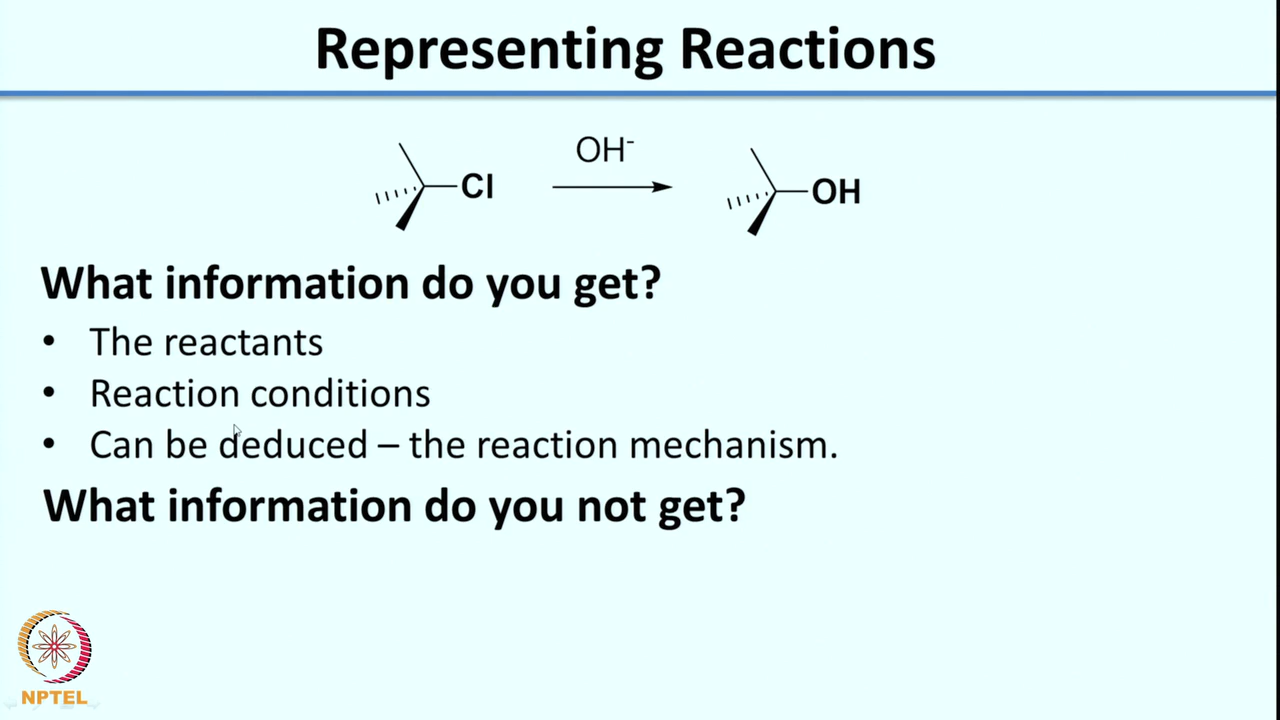 Representing Reactions
OH-
Cl
OH
What information do you get?
• The reactants
• Reaction conditions
• Can be deduced – the reaction mechanism.
What information do you not get?
NPTEL